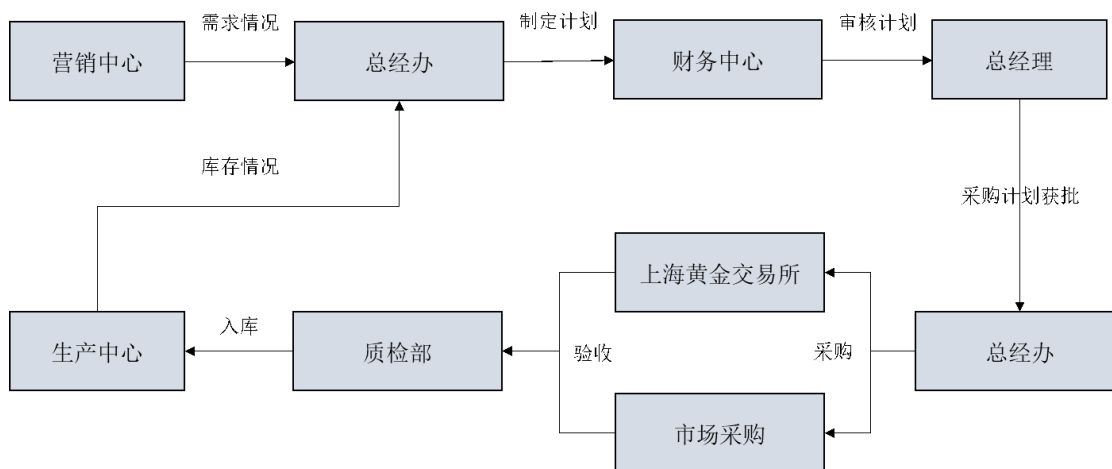 需求情况
制定计划
审核计划
营销中心
总经办
财务中心
总经理
库存情况
采购计划获批
上海黄金交易所
入库
验收
采购
生产中心
质检部
总经办
市场采购